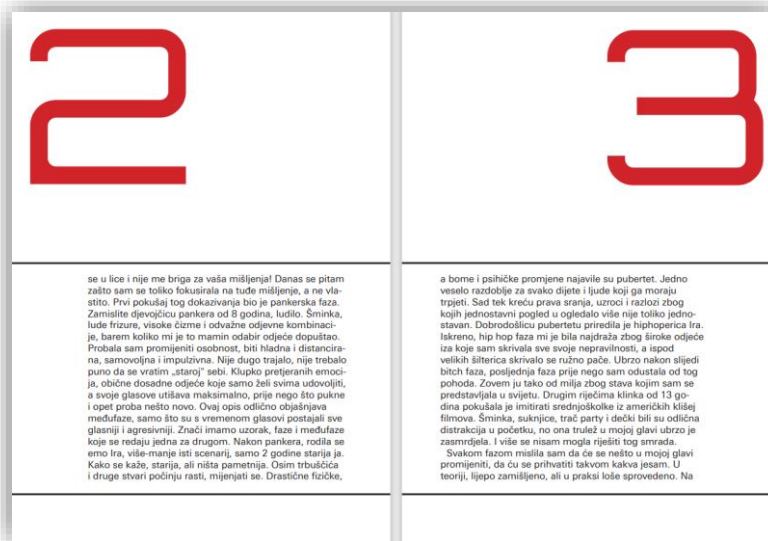 2
se u lice i nije me briga za vaša mišljenja! Danas se pitam
zašto sam se toliko fokusirala na tuđe mišljenje, a ne vla-
stito. Prvi pokušaj tog dokazivanja bio je pankerska faza.
Zamislite djevojčicu pankera od 8 godina, ludilo. Šminka,
lude frizure, visoke čizme i odvažne odjevne kombinaci-
je, barem koliko mi je to mamin odabir odjeće dopuštao.
Probala sam promijeniti osobnost, biti hladna i distancira-
na, samovoljna i impulzivna. Nije dugo trajalo, nije trebalo
puno da se vratim „staroj" sebi. Klupko pretjeranih emoci-
ja, obične dosadne odjeće koje samo želi svima udovoljiti,
a svoje glasove utišava maksimalno, prije nego što pukne
i opet proba nešto novo. Ovaj opis odlično objašnjava
međufaze, samo što su s vremenom glasovi postajali sve
glasniji i agresivniji. Znači imamo uzorak, faze i međufaze
koje se redaju jedna za drugom. Nakon pankera, rodila se
emo Ira, više-manje isti scenarij, samo 2 godine starija ja.
Kako se kaže, starija, ali ništa pametnija. Osim trbuščića
i druge stvari počinju rasti, mijenjati se. Drastične fizičke,
3
a bome i psihičke promjene najavile su pubertet. Jedno
veselo razdoblje za svako dijete i ljude koji ga moraju
trpjeti. Sad tek kreću prava sranja, uzroci i razlozi zbog
kojih jednostavni pogled u ogledalo više nije toliko jedno-
stavan. Dobrodošlicu pubertetu priredila je hiphoperica Ira.
Iskreno, hip hop faza mi je bila najdraža zbog široke odjeće
iza koje sam skrivala sve svoje nepravilnosti, a ispod
velikih šilterica skrivalo se ružno pače. Ubrzo nakon slijedi
bitch faza, posljednja faza prije nego sam odustala od tog
pohoda. Zovem ju tako od milja zbog stava kojim sam se
predstavljala u svijetu. Drugim riječima klinka od 13 go-
dina pokušala je imitirati srednjoškolke iz američkih klišej
filmova. Šminka, suknjice, trač party i dečki bili su odlična
distrakcija u početku, no ona trulež u mojoj glavi ubrzo je
zasmrdjela. I više se nisam mogla riješiti tog smrada.
Svakom fazom mislila sam da će se nešto u mojoj glavi
promijeniti, da ću se prihvatiti takvom kakva jesam. U
teoriji, lijepo zamišljeno, ali u praksi loše sprovedeno. Na